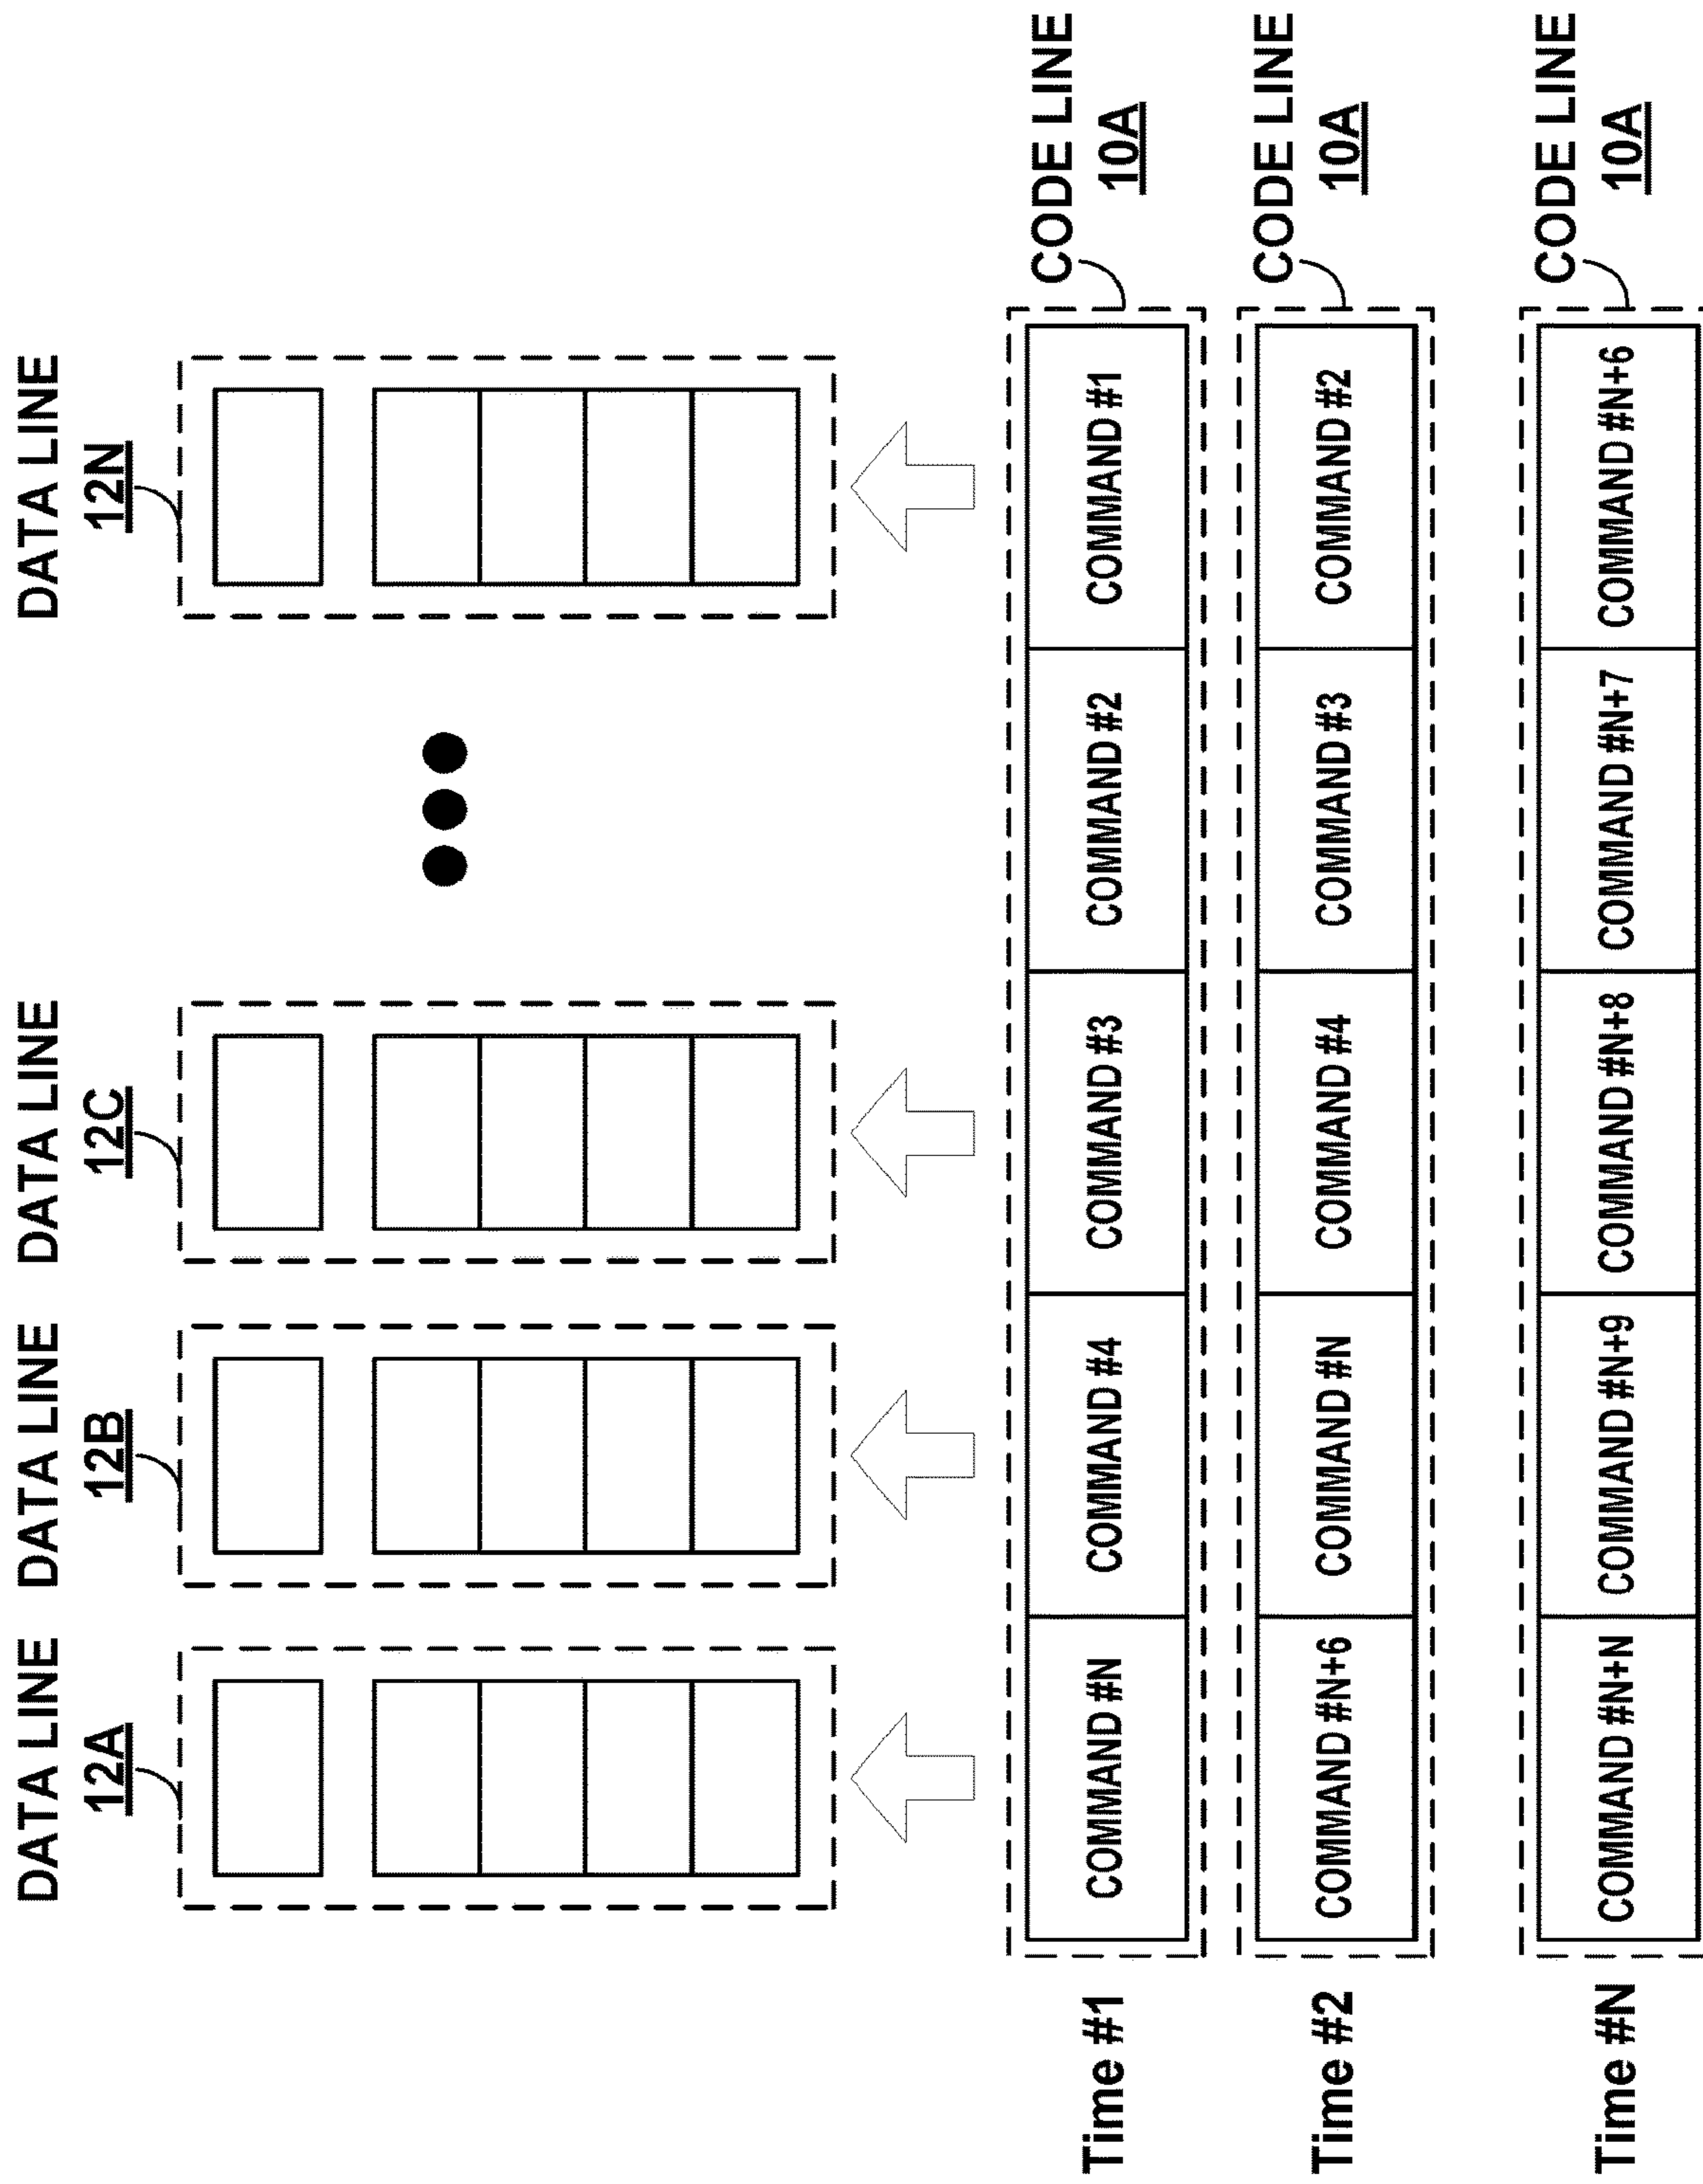 DATA LINE
12A
DATA LINE
12B
DATA LINE
12C
DATA LINE
12N
Time #1
COMMAND #N
COMMAND #4
COMMAND #3
COMMAND #2
COMMAND #1
CODE LINE
10A
Time #2
COMMAND #N+6
COMMAND #N
COMMAND #4
COMMAND #3
COMMAND #2
CODE LINE
10A
Time #N
COMMAND #N+N
COMMAND #N+9
COMMAND #N+8
COMMAND #N+7
COMMAND #N+6
CODE LINE
10A